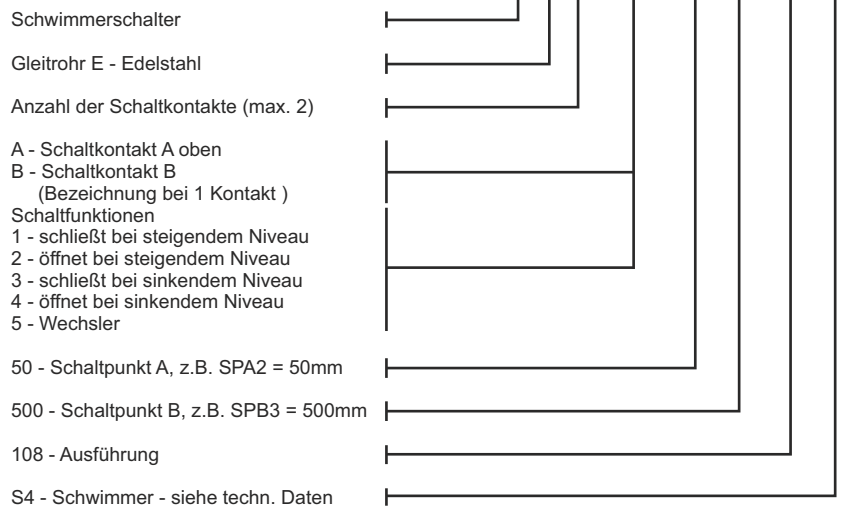 Schwimmerschalter
Gleitrohr E - Edelstahl
Anzahl der Schaltkontakte (max. 2)
A - Schaltkontakt A oben
B - Schaltkontakt B
(Bezeichnung bei 1 Kontakt )
Schaltfunktionen
1 - schließt bei steigendem Niveau
2 - öffnet bei steigendem Niveau
3 - schließt bei sinkendem Niveau
4 - öffnet bei sinkendem Niveau
5 - Wechsler
50 - Schaltpunkt A, z.B. SPA2 = 50mm
500 - Schaltpunkt B, z.B. SPB3 = 500mm
108 - Ausführung
S4 - Schwimmer - siehe techn. Daten